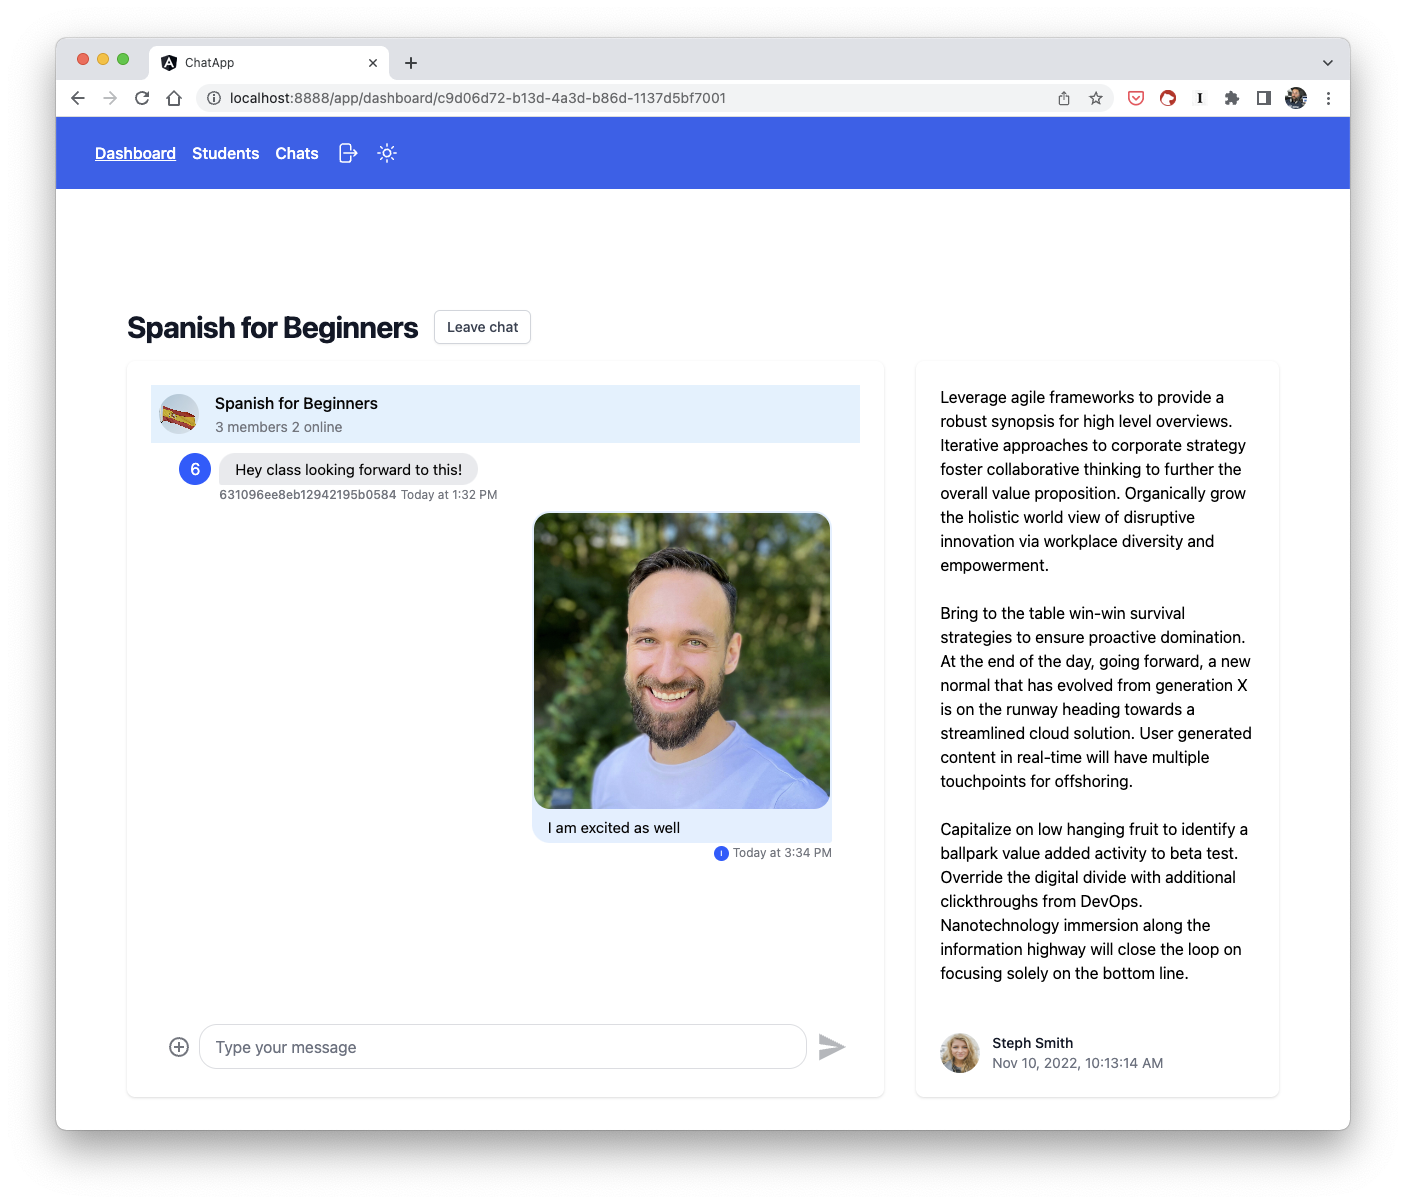 ChatApp
localhost:8888/app/dashboard/c9d06d72-b13d-4a3d-b86d-1137d5bf7001
Dashboard Students Chats
Spanish for Beginners Leave chat
Spanish for Beginners
3 members 2 online
6 Hey class looking forward to this!
631096ee8eb12942195b0584 Today at 1:32 PM
I am excited as well
Today at 3:34 PM
Type your message
Leverage agile frameworks to provide a
robust synopsis for high level overviews.
Iterative approaches to corporate strategy
foster collaborative thinking to further the
overall value proposition. Organically grow
the holistic world view of disruptive
innovation via workplace diversity and
empowerment.
Bring to the table win-win survival
strategies to ensure proactive domination.
At the end of the day, going forward, a new
normal that has evolved from generation X
is on the runway heading towards a
streamlined cloud solution. User generated
content in real-time will have multiple
touchpoints for offshoring.
Capitalize on low hanging fruit to identify a
ballpark value added activity to beta test.
Override the digital divide with additional
clickthroughs from DevOps.
Nanotechnology immersion along the
information highway will close the loop on
focusing solely on the bottom line.
Steph Smith
Nov 10, 2022, 10:13:14 AM